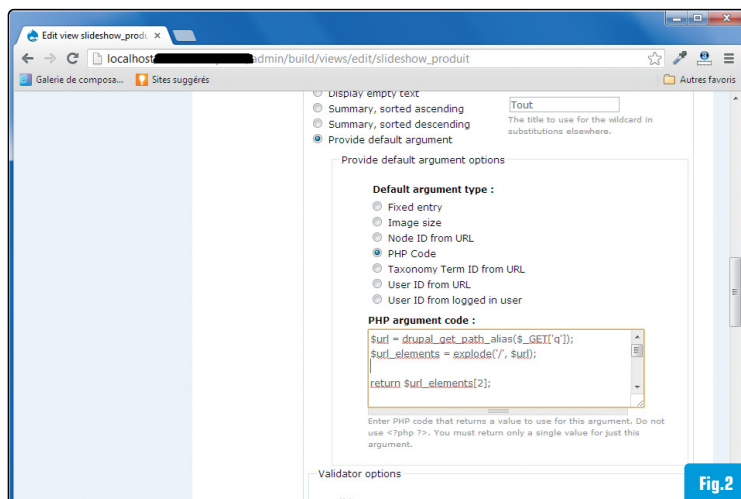 Edit view slideshow_produ
localhost admin/build/views/edit/slideshow_produit
Galerie de composa... Sites suggérés Autres favoris
Display empty text
Summary, sorted ascending
Summary, sorted descending
Provide default argument
Tout
The title to use for the wildcard in
substitutions elsewhere.
Provide default argument options
Default argument type :
Fixed entry
Image size
Node ID from URL
PHP Code
Taxonomy Term ID from URL
User ID from URL
User ID from logged in user
PHP argument code :
$url = drupal_get_path_alias($_GET['q']);
$url_elements = explode('/', $url);
return $url_elements[2];
Enter PHP code that returns a value to use for this argument. Do not
use <?php ?>. You must return only a single value for just this
argument.
Validator options
Fig.2